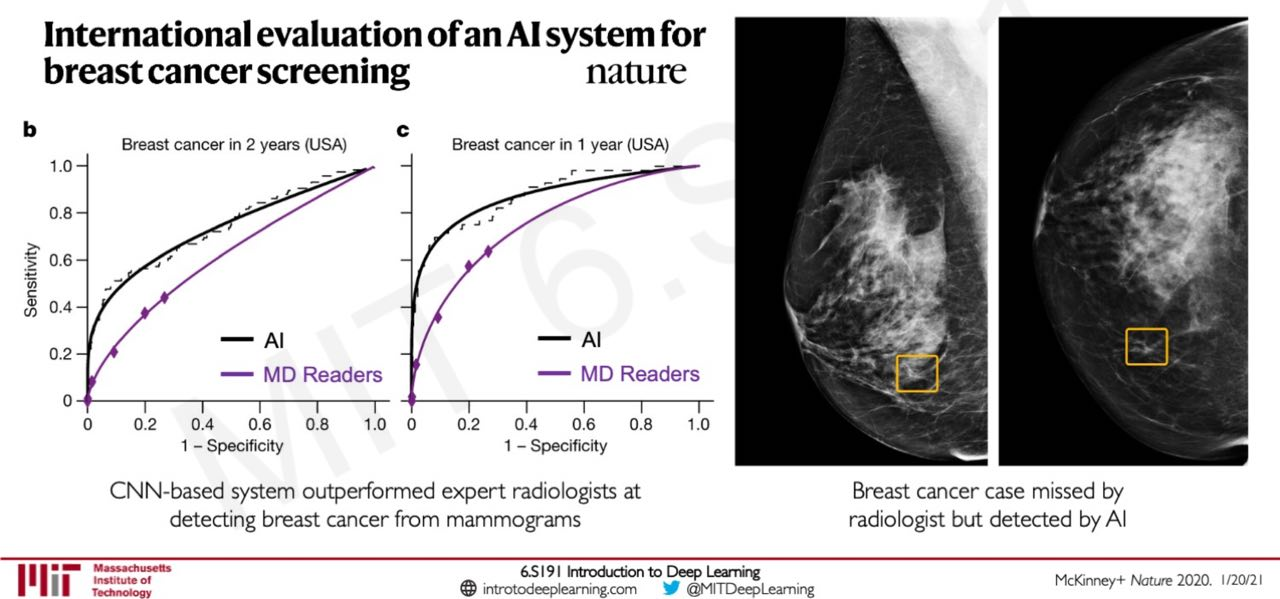 International evaluation of an AI system for
breast cancer screening
nature
b
Breast cancer in 2 years (USA)
Sensitivity
1.0
0.8
0.6
0.4
0.2
0
0 0.2 0.4 0.6 0.8 1.0
1 – Specificity
AI
MD Readers
c
Breast cancer in 1 year (USA)
0 0.2 0.4 0.6 0.8 1.0
1 – Specificity
AI
MD Readers
CNN-based system outperformed expert radiologists at
detecting breast cancer from mammograms
Breast cancer case missed by
radiologist but detected by AI
MIT 6.S1
Massachusetts
Institute of
Technology
6.S191 Introduction to Deep Learning
introtodeeplearning.com @MITDeepLearning
McKinney+ Nature 2020. 1/20/21